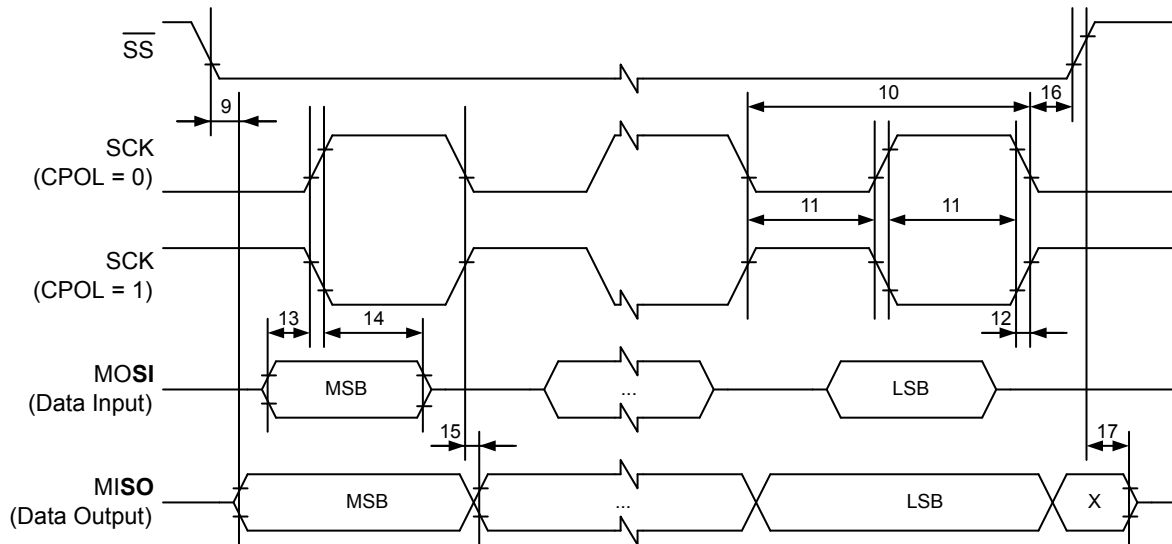 SS
9
10
16
SCK
(CPOL = 0)
11
11
SCK
(CPOL = 1)
13
14
12
MOSI
(Data Input)
MSB
...
LSB
15
17
MISO
(Data Output)
MSB
...
LSB
X